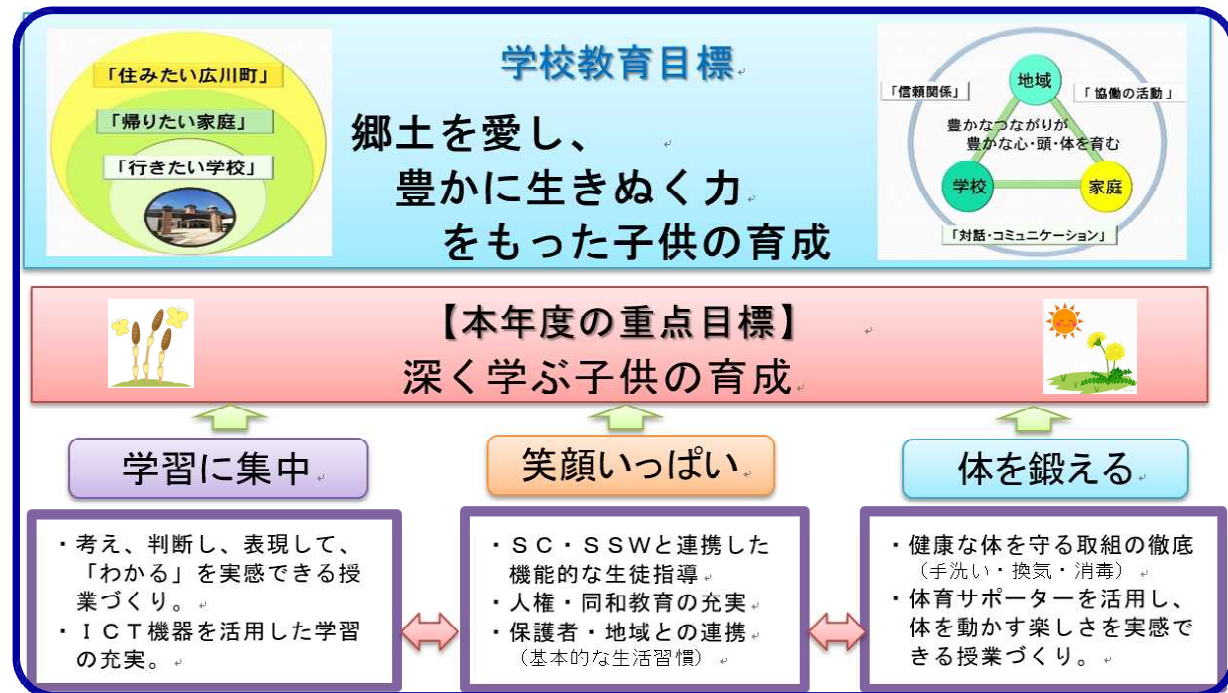 学校教育目標
「住みたい広川町」
「帰りたい家庭」
「行きたい学校」
郷土を愛し、
豊かに生きぬく力
をもった子供の育成
地域
「信頼関係」
「協働の活動」
豊かなつながりが
豊かな心・頭・体を育む
学校
家庭
「対話・コミュニケーション」
【本年度の重点目標】
深く学ぶ子供の育成
学習に集中
・考え、判断し、表現して、
「わかる」を実感できる授
業づくり。
・ＩＣＴ機器を活用した学習
の充実。
笑顔いっぱい
・ＳＣ・ＳＳＷと連携した
機能的な生徒指導
・人権・同和教育の充実
・保護者・地域との連携
（基本的な生活習慣）
体を鍛える
・健康な体を守る取組の徹底
（手洗い・換気・消毒）
・体育サポーターを活用し、
体を動かす楽しさを実感で
きる授業づくり。